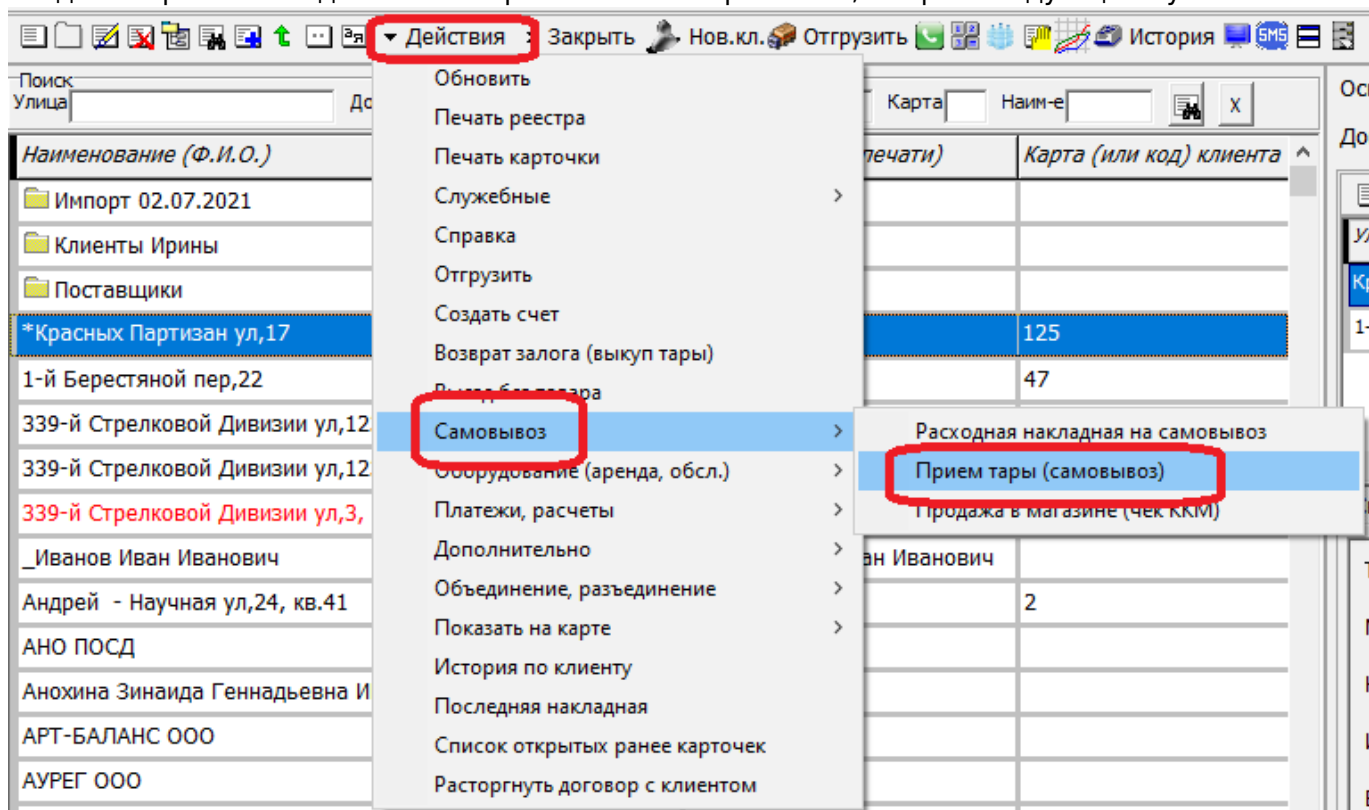 Действия
Закрыть
Нов.кл.
Отгрузить
История
SMS
Поиск
Улица
До
Карта
Наим-е
X
Наименование (Ф.И.О.)
печати)
Карта (или код) клиента
Импорт 02.07.2021
Клиенты Ирины
Поставщики
*Красных Партизан ул,17
125
1-й Берестяной пер,22
47
339-й Стрелковой Дивизии ул,12
339-й Стрелковой Дивизии ул,12
339-й Стрелковой Дивизии ул,3,
_Иванов Иван Иванович
ан Иванович
Андрей - Научная ул,24, кв.41
2
АНО ПОСД
Анохина Зинаида Геннадьевна И
АРТ-БАЛАНС ООО
АУРЕГ ООО
Обновить
Печать реестра
Печать карточки
Служебные
Справка
Отгрузить
Создать счет
Возврат залога (выкуп тары)
Самовывоз
Оборудование (аренда, обсл.)
Платежи, расчеты
Дополнительно
Объединение, разъединение
Показать на карте
История по клиенту
Последняя накладная
Список открытых ранее карточек
Расторгнуть договор с клиентом
Расходная накладная на самовывоз
Прием тары (самовывоз)
Продажа в магазине (чек ККМ)